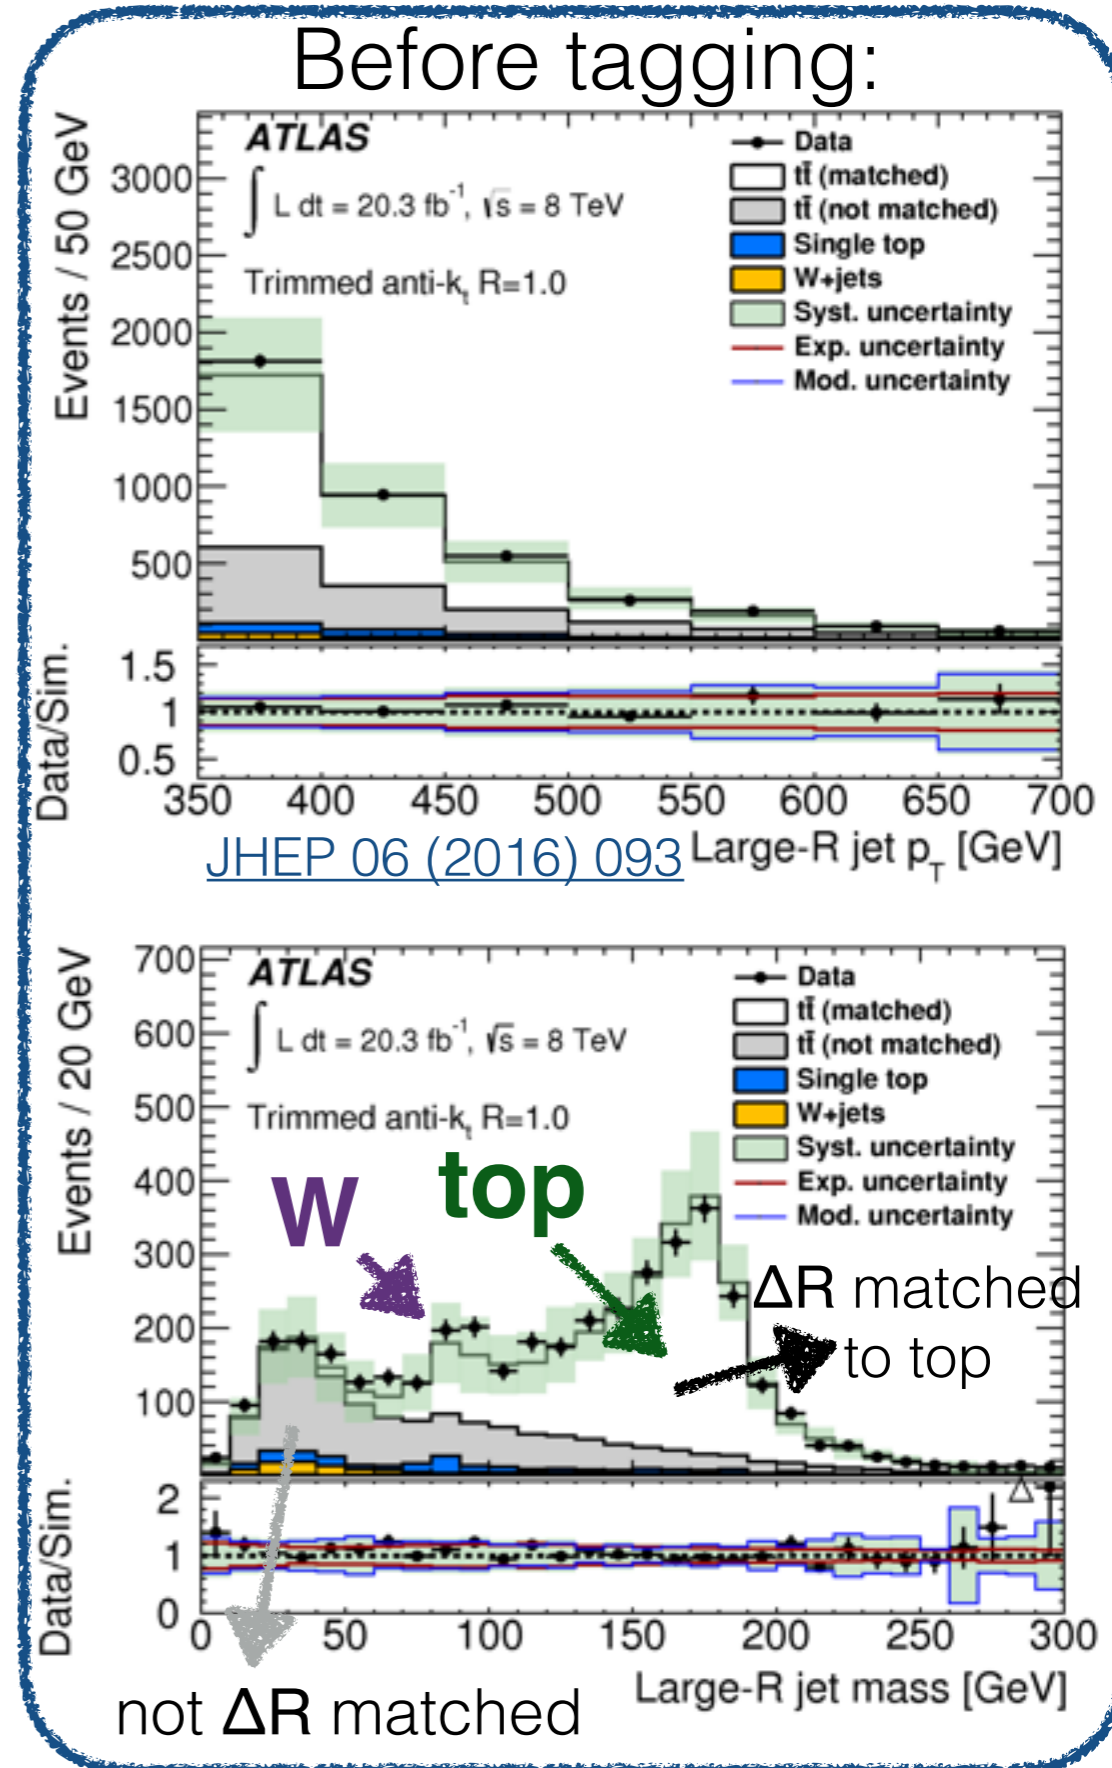 Before tagging:
ATLAS
∫ L dt = 20.3 fb⁻¹, √s = 8 TeV
Trimmed anti-kₜ R=1.0
Data
tt̄ (matched)
tt̄ (not matched)
Single top
W+jets
Syst. uncertainty
Exp. uncertainty
Mod. uncertainty
Events / 50 GeV
3000
2500
2000
1500
1000
500
Data/Sim.
1.5
1
0.5
350 400 450 500 550 600 650 700
JHEP 06 (2016) 093
Large-R jet p_T [GeV]
ATLAS
∫ L dt = 20.3 fb⁻¹, √s = 8 TeV
Trimmed anti-kₜ R=1.0
Data
tt̄ (matched)
tt̄ (not matched)
Single top
W+jets
Syst. uncertainty
Exp. uncertainty
Mod. uncertainty
Events / 20 GeV
700
600
500
400
300
200
100
W
top
ΔR matched
to top
Data/Sim.
2
1
0
0 50 100 150 200 250 300
Large-R jet mass [GeV]
not ΔR matched